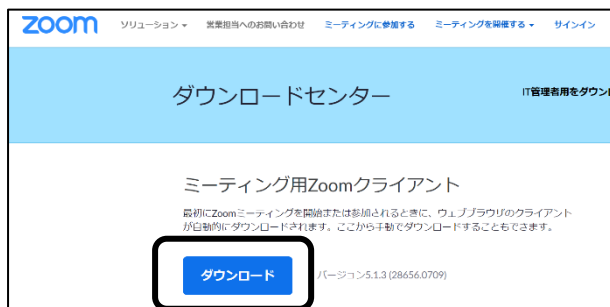 zoom ソリューション 営業担当へのお問い合わせ ミーティングに参加する ミーティングを開催する サインイン
ダウンロードセンター
IT管理者用をダウン
ミーティング用Zoomクライアント
最初にZoomミーティングを開始または参加されるときに、ウェブブラウザのクライアント
が自動的にダウンロードされます。ここから手動でダウンロードすることもできます。
ダウンロード バージョン5.1.3 (28656.0709)